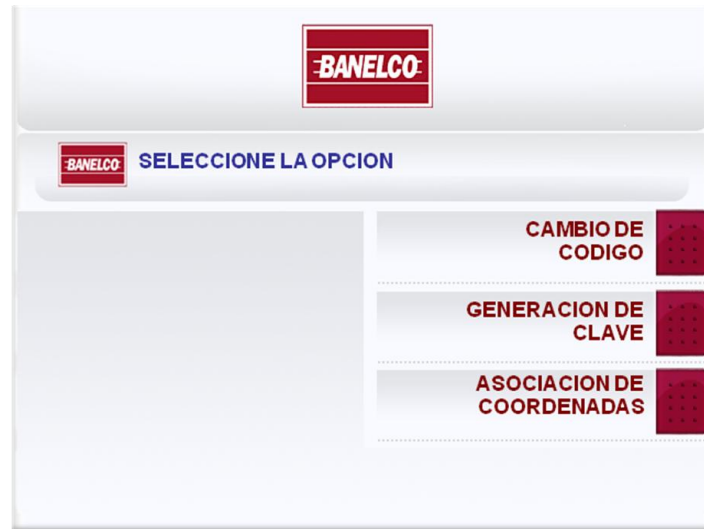 BANELCO
BANELCO SELECCIONE LA OPCION
CAMBIO DE
CODIGO
GENERACION DE
CLAVE
ASOCIACION DE
COORDENADAS